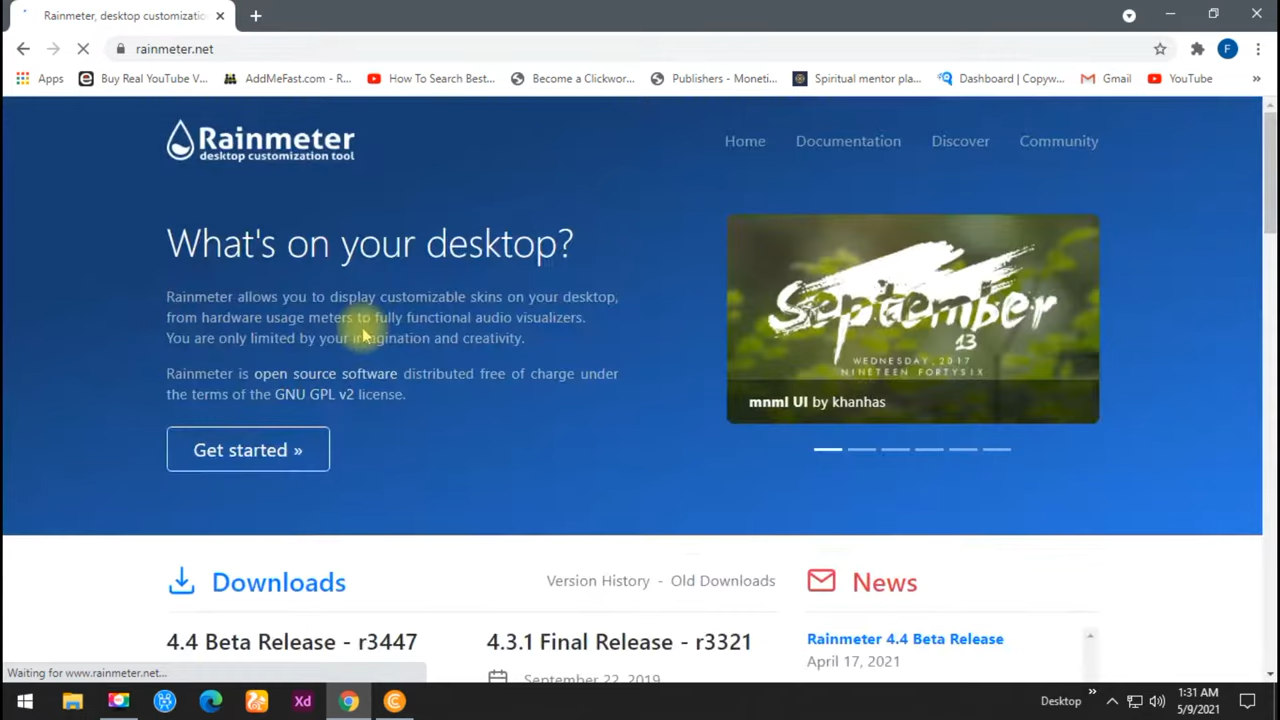 Rainmeter, desktop customizatio
rainmeter.net
F
Apps
Buy Real YouTube V...
AddMeFast.com - R...
How To Search Best...
Become a Clickwor...
Publishers - Moneti...
Spiritual mentor pla...
Dashboard | Copyw...
Gmail
YouTube
»
Rainmeter
desktop customization tool
Home
Documentation
Discover
Community
What's on your desktop?
Rainmeter allows you to display customizable skins on your desktop,
from hardware usage meters to fully functional audio visualizers.
You are only limited by your imagination and creativity.
Rainmeter is open source software distributed free of charge under
the terms of the GNU GPL v2 license.
Get started »
September
13
WEDNESDAY, 2017
NINETEEN FORTYSIX
mnml UI by khanhas
Downloads
Version History - Old Downloads
News
4.4 Beta Release - r3447
4.3.1 Final Release - r3321
September 22, 2019
Rainmeter 4.4 Beta Release
April 17, 2021
Waiting for www.rainmeter.net...
Xd
Desktop
»
1:31 AM
5/9/2021